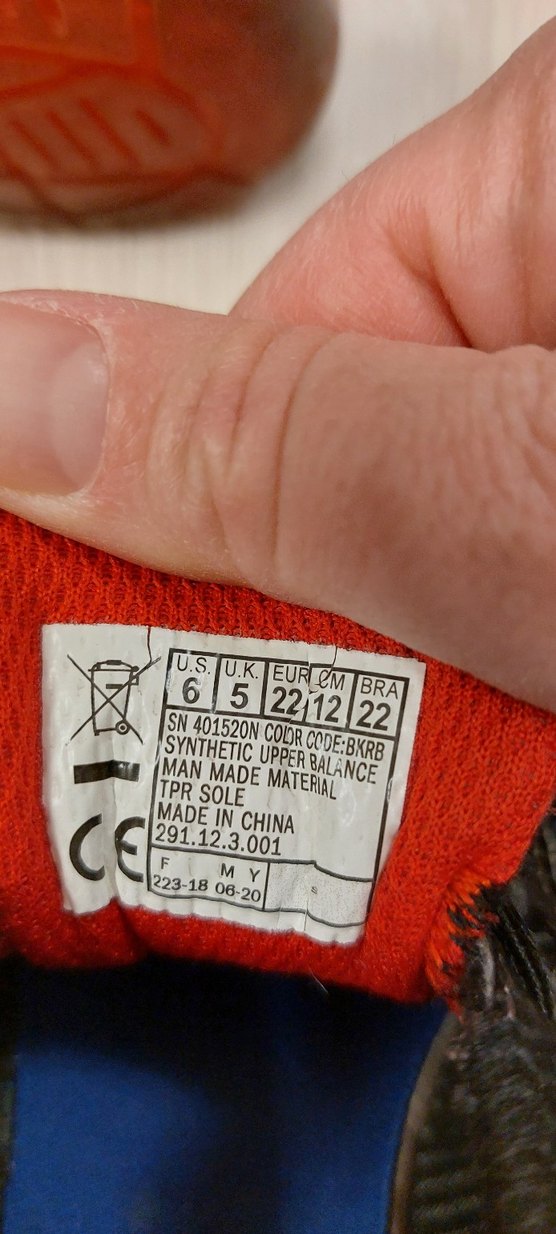 U.S. U.K. EUR CM BRA
6 5 22 12 22
SN 401520N COLOR CODE:BKRB
SYNTHETIC UPPER BALANCE
MAN MADE MATERIAL
TPR SOLE
MADE IN CHINA
291.12.3.001
CE
F M Y
223-18 06-20